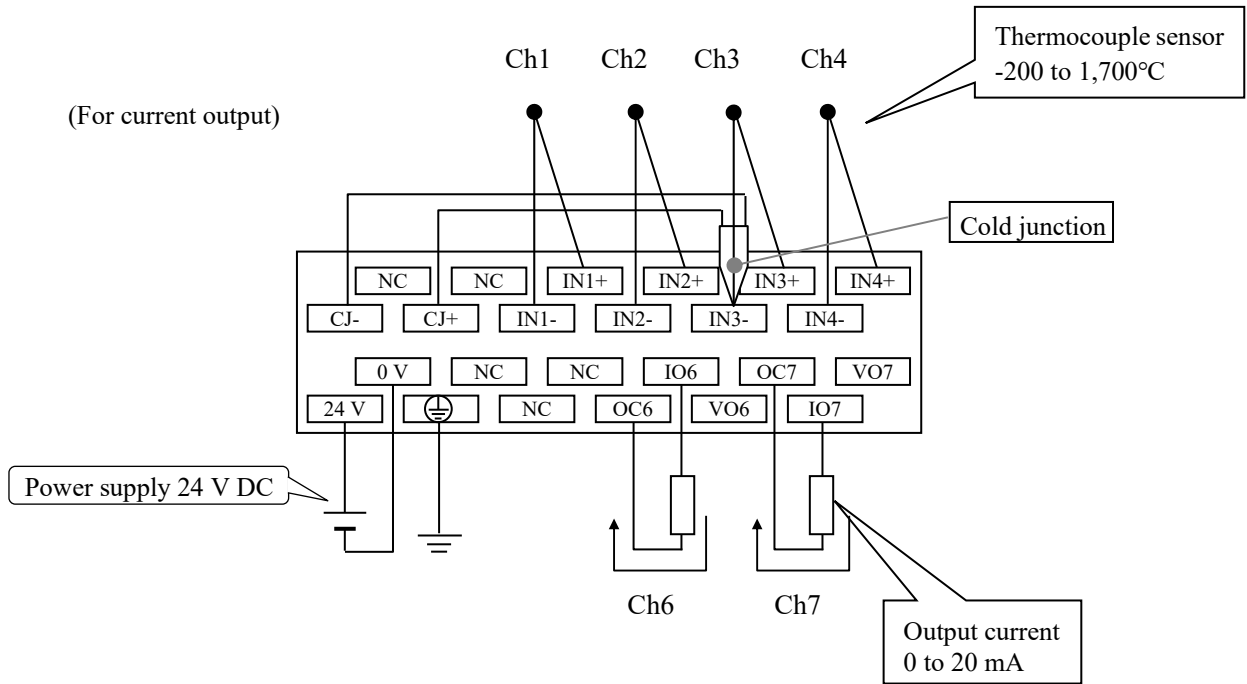 Thermocouple sensor
-200 to 1,700°C
Ch1 Ch2 Ch3 Ch4
(For current output)
Cold junction
NC NC IN1+ IN2+ IN3+ IN4+
CJ- CJ+ IN1- IN2- IN3- IN4-
0 V NC NC IO6 OC7 VO7
24 V NC OC6 VO6 IO7
Power supply 24 V DC
Ch6 Ch7
Output current
0 to 20 mA